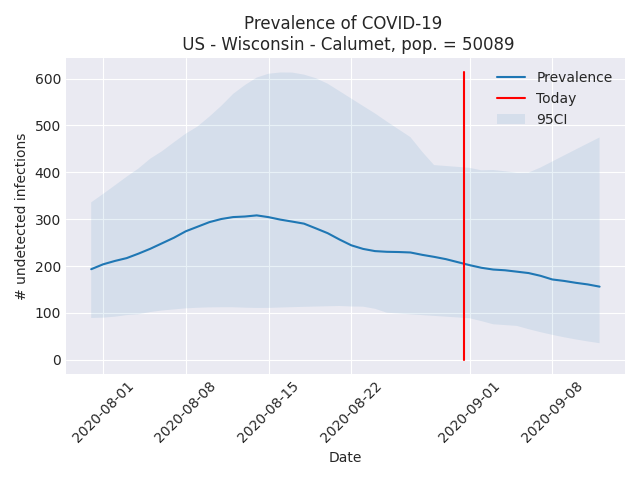 Prevalence of COVID-19
US - Wisconsin - Calumet, pop. = 50089
Prevalence
Today
95CI
# undetected infections
600
500
400
300
200
100
0
2020-08-01
2020-08-08
2020-08-15
2020-08-22
2020-09-01
2020-09-08
Date